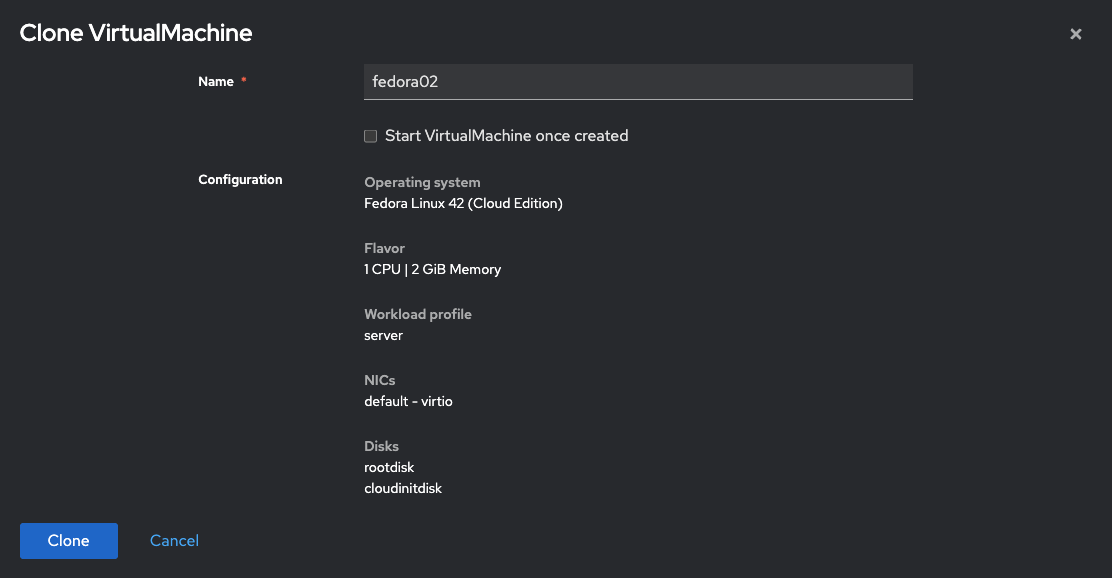 Clone VirtualMachine
Name *
fedora02
Start VirtualMachine once created
Configuration
Operating system
Fedora Linux 42 (Cloud Edition)
Flavor
1 CPU | 2 GiB Memory
Workload profile
server
NICs
default - virtio
Disks
rootdisk
cloudinitdisk
Clone Cancel